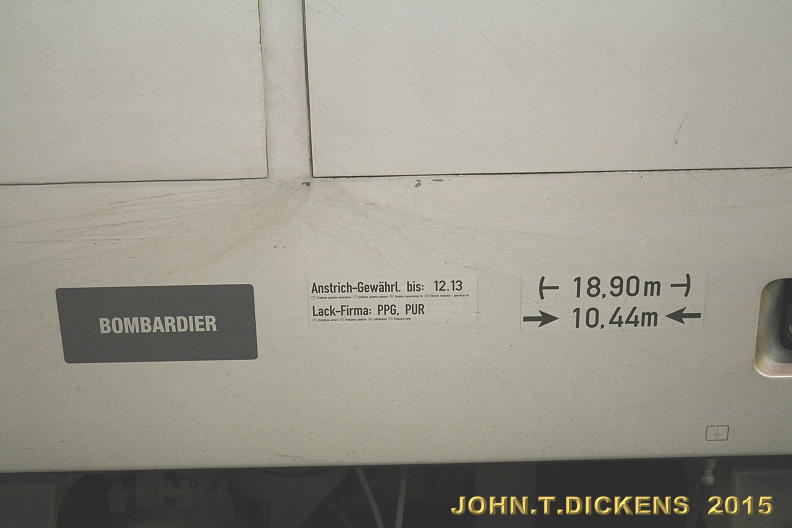 BOMBARDIER
Anstrich-Gewährl. bis: 12.13
Lack-Firma: PPG, PUR
18,90m
10,44m
JOHN.T.DICKENS 2015